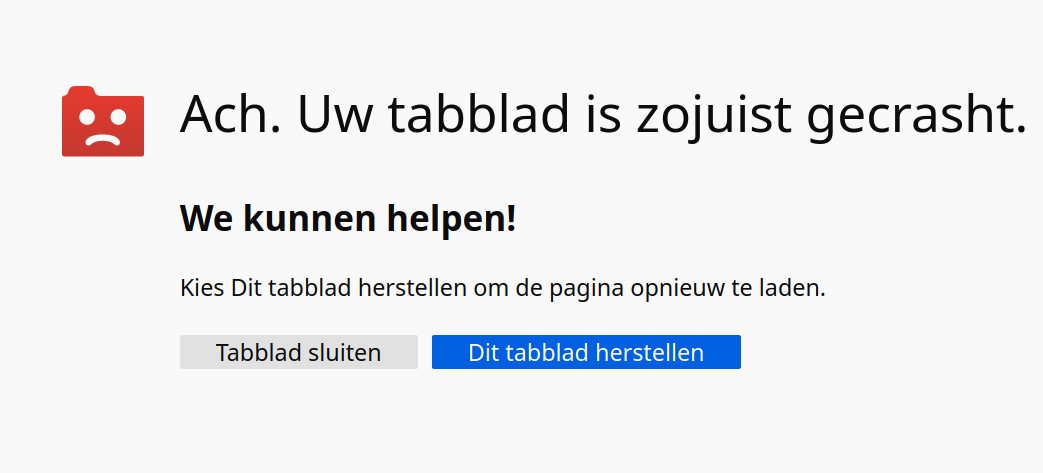 Ach. Uw tabblad is zojuist gecrasht.
We kunnen helpen!
Kies Dit tabblad herstellen om de pagina opnieuw te laden.
Tabblad sluiten
Dit tabblad herstellen